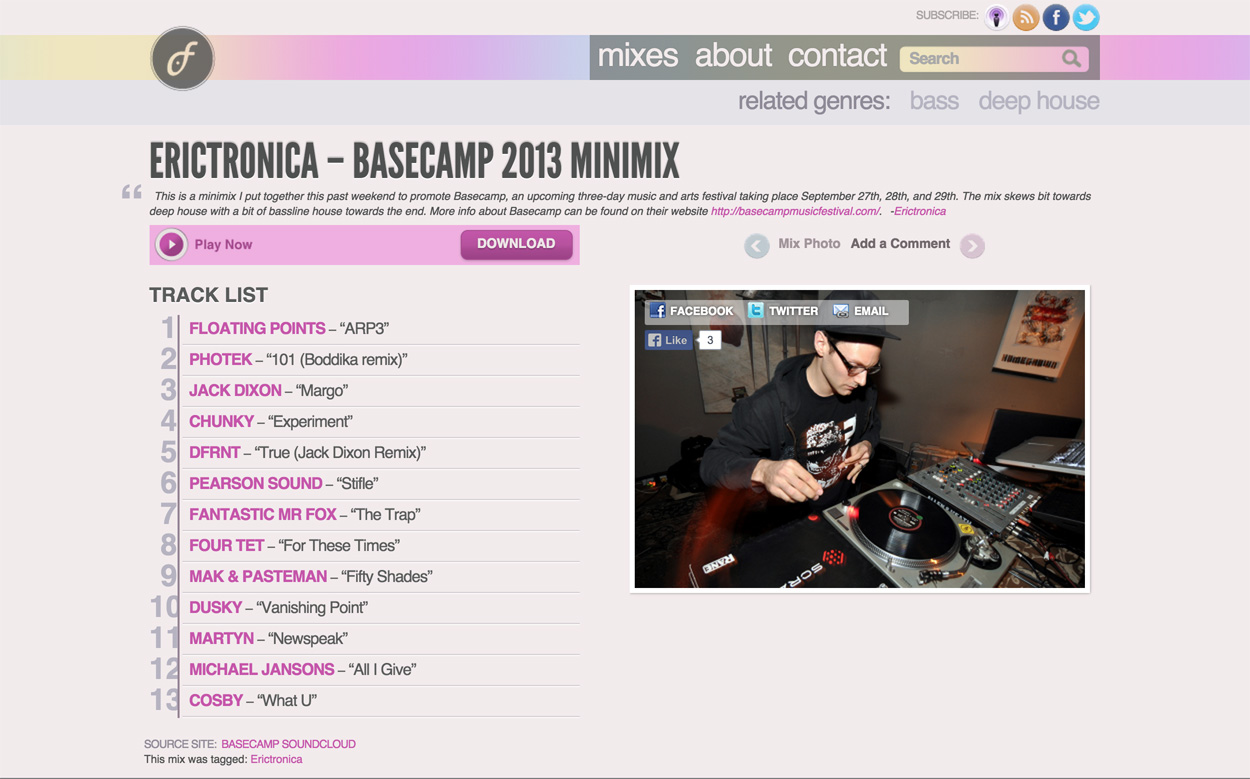 SUBSCRIBE:
mixes about contact Search
related genres: bass deep house
ERICTRONICA – BASECAMP 2013 MINIMIX
“ This is a minimix I put together this past weekend to promote Basecamp, an upcoming three-day music and arts festival taking place September 27th, 28th, and 29th. The mix skews bit towards
deep house with a bit of bassline house towards the end. More info about Basecamp can be found on their website http://basecampmusicfestival.com/. -Erictronica
Play Now DOWNLOAD
Mix Photo Add a Comment
TRACK LIST
1 FLOATING POINTS – “ARP3”
2 PHOTEK – “101 (Boddika remix)”
3 JACK DIXON – “Margo”
4 CHUNKY – “Experiment”
5 DFRNT – “True (Jack Dixon Remix)”
6 PEARSON SOUND – “Stifle”
7 FANTASTIC MR FOX – “The Trap”
8 FOUR TET – “For These Times”
9 MAK & PASTEMAN – “Fifty Shades”
10 DUSKY – “Vanishing Point”
11 MARTYN – “Newspeak”
12 MICHAEL JANSONS – “All I Give”
13 COSBY – “What U”
FACEBOOK TWITTER EMAIL
Like 3
RANE
SOURCE SITE: BASECAMP SOUNDCLOUD
This mix was tagged: Erictronica